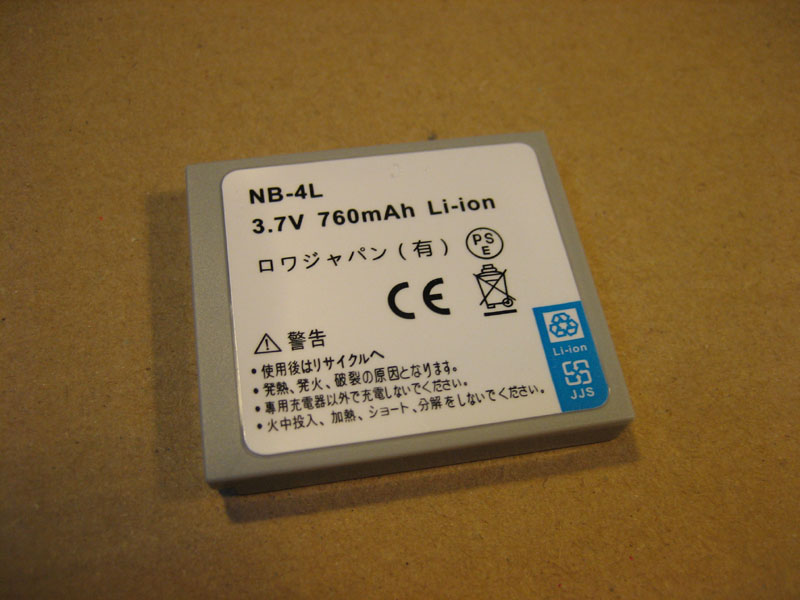 NB-4L
3.7V 760mAh Li-ion
ロワジャパン(有) PSE
CE
警告
・使用後はリサイクルへ
・発熱、発火、破裂の原因となります。
・専用充電器以外で充電しないでください。
・火中投入、加熱、ショート、分解をしないでください。
Li-ion
JJS